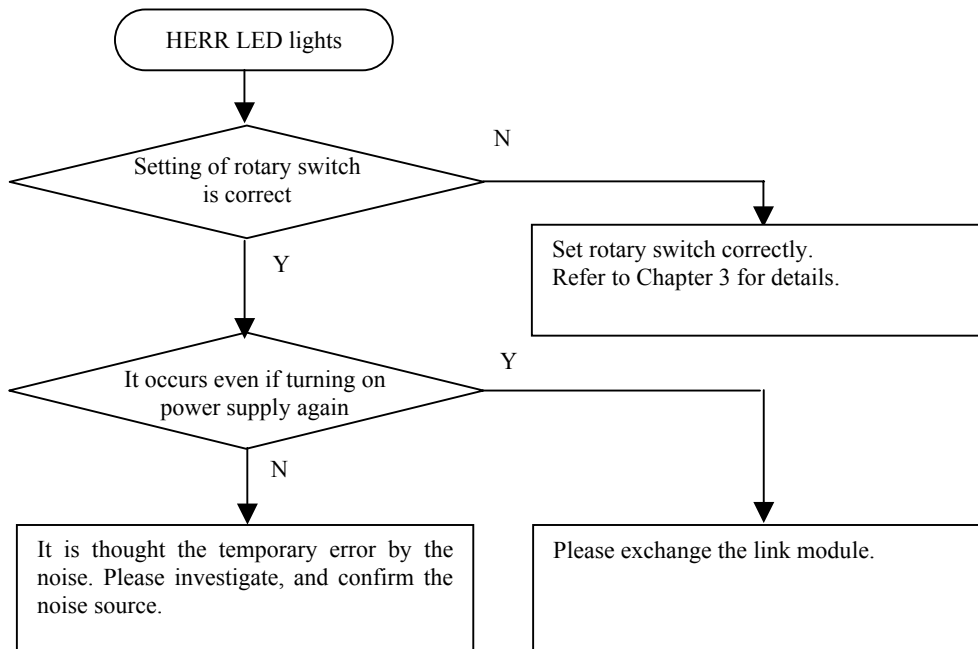 HERR LED lights
Setting of rotary switch
is correct
N
Set rotary switch correctly.
Refer to Chapter 3 for details.
Y
It occurs even if turning on
power supply again
Y
N
It is thought the temporary error by the
noise. Please investigate, and confirm the
noise source.
Please exchange the link module.